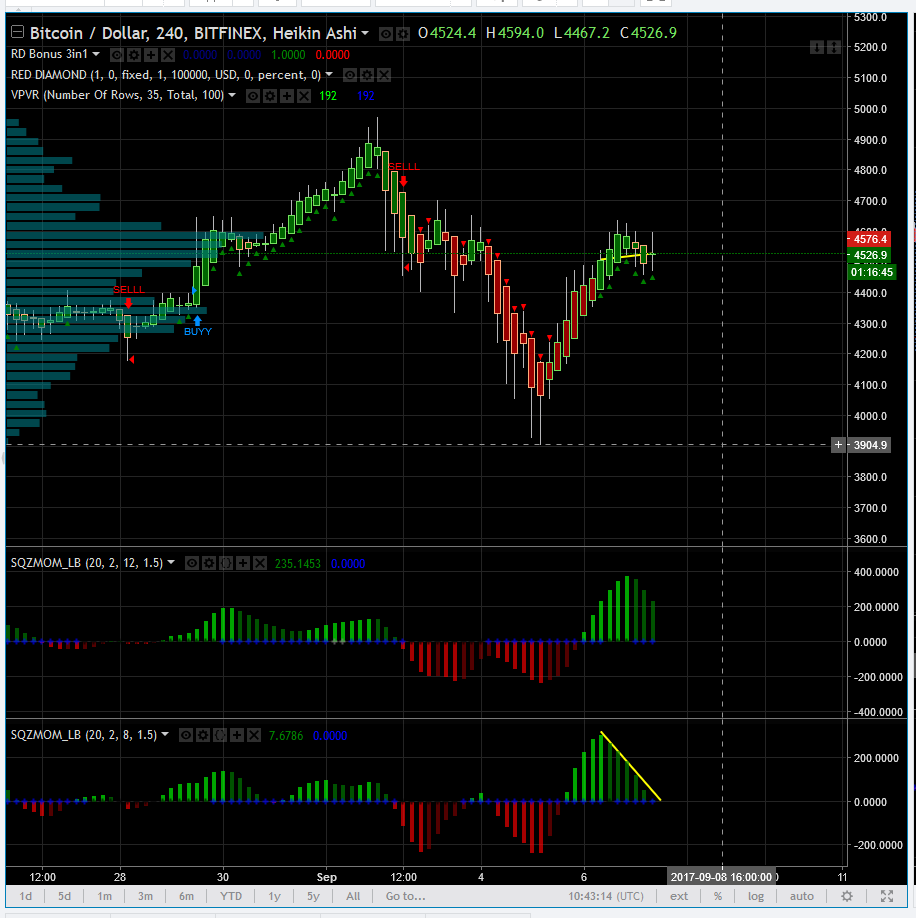 Bitcoin / Dollar, 240, BITFINEX, Heikin Ashi O4524.4 H4594.0 L4467.2 C4526.9
RD Bonus 3in1 0.0000 0.0000 1.0000 0.0000
RED DIAMOND (1, 0, fixed, 1, 100000, USD, 0, percent, 0)
VPVR (Number Of Rows, 35, Total, 100) 192 192
5300.0
5200.0
5100.0
5000.0
4900.0
4800.0
4700.0
4576.4
4526.9
01:16:45
4400.0
4300.0
4200.0
4100.0
4000.0
3904.9
3800.0
3700.0
3600.0
SELLL
SELLL
BUYY
SQZMOM_LB (20, 2, 12, 1.5) 235.1453 0.0000
400.0000
200.0000
0.0000
-200.0000
-400.0000
SQZMOM_LB (20, 2, 8, 1.5) {} 7.6786 0.0000
200.0000
0.0000
-200.0000
12:00 28 30 Sep 12:00 4 6 2017-09-08 16:00:00 11
1d 5d 1m 3m 6m YTD 1y 5y All Go to... 10:43:14 (UTC) ext % log auto